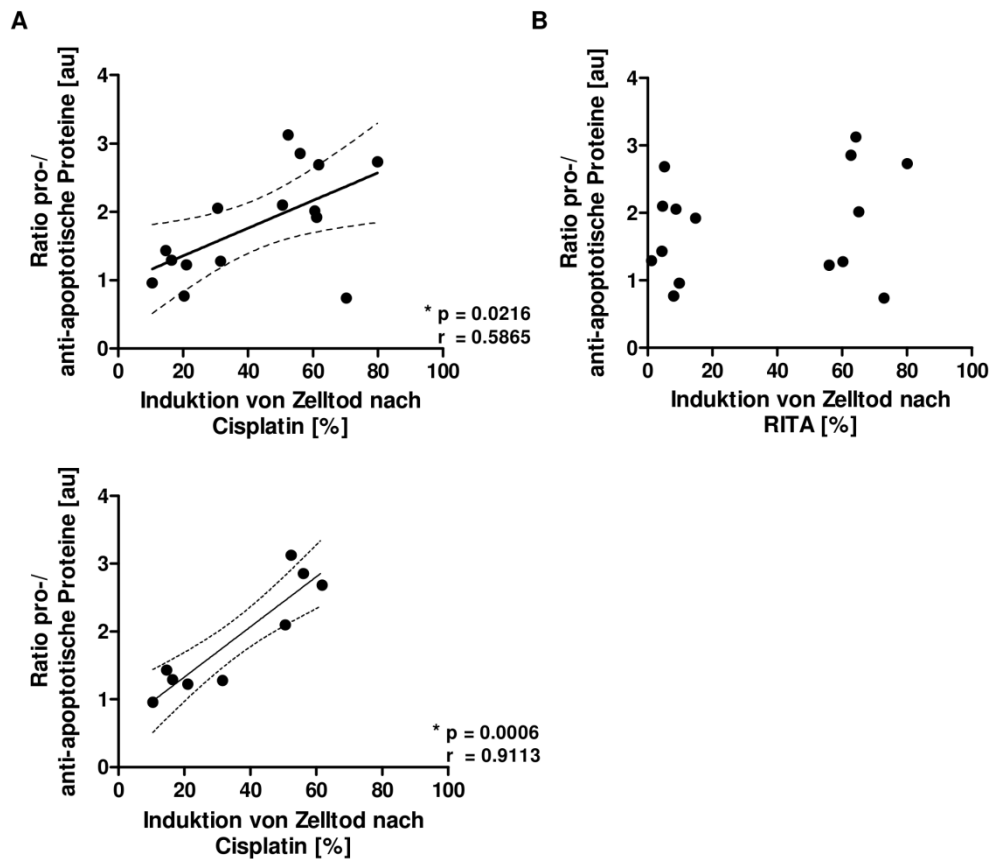 A
Ratio pro-/
anti-apoptotische Proteine [au]
4
3
2
1
0
* p = 0.0216
r = 0.5865
0 20 40 60 80 100
Induktion von Zelltod nach
Cisplatin [%]
B
Ratio pro-/
anti-apoptotische Proteine [au]
4
3
2
1
0
0 20 40 60 80 100
Induktion von Zelltod nach
RITA [%]
Ratio pro-/
anti-apoptotische Proteine [au]
4
3
2
1
0
* p = 0.0006
r = 0.9113
0 20 40 60 80 100
Induktion von Zelltod nach
Cisplatin [%]